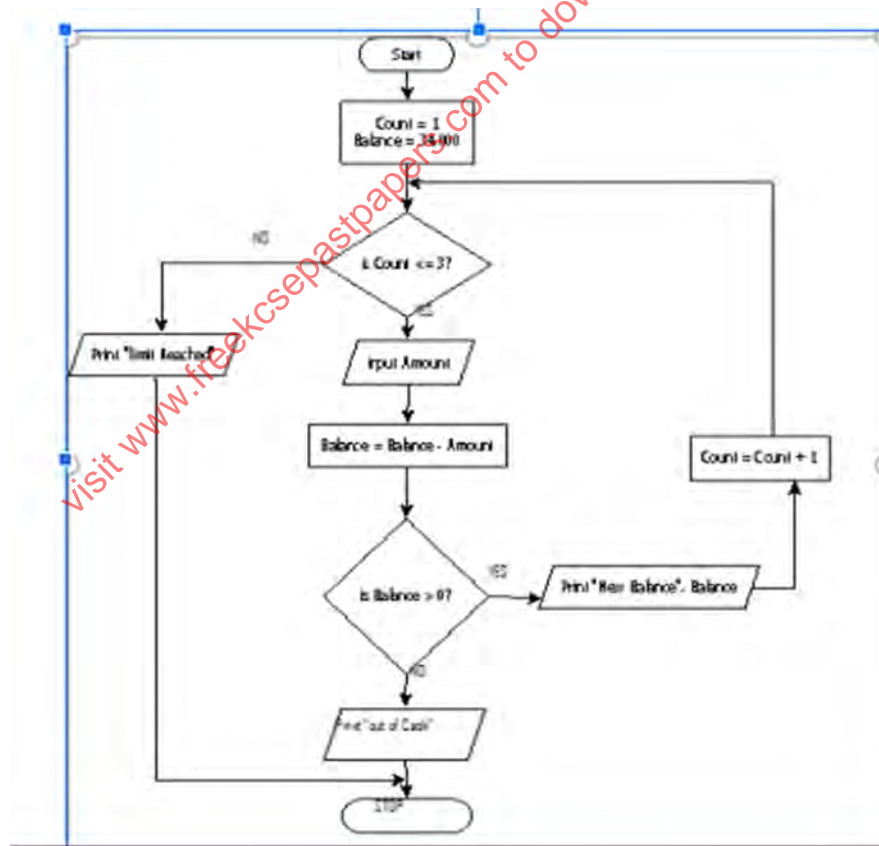 Start
Count = 1
Balance =
is Count <= 3?
NO
YES
Print "limit Reached"
input Amount
Balance = Balance - Amount
Count = Count + 1
is Balance > 0?
YES
Print "New Balance", Balance
NO
Print "out of Cash"
STOP
visit www.freekcsepastpapers.com to dow